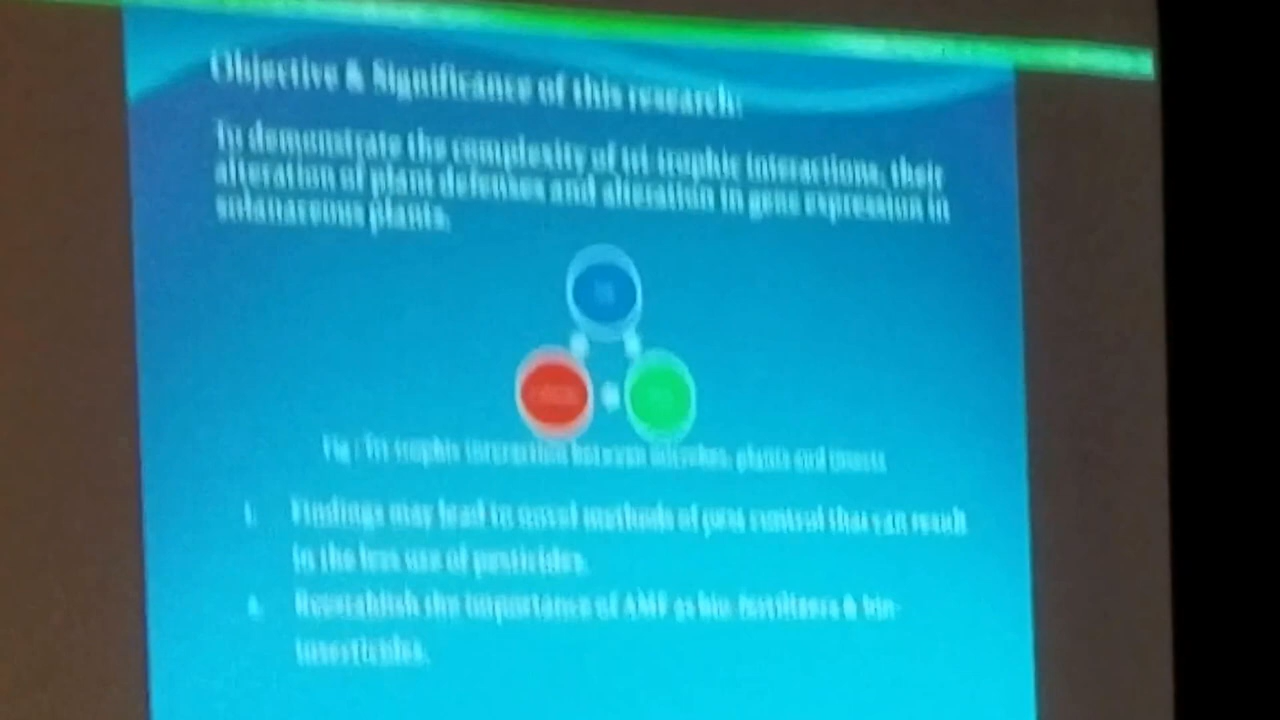 Objective & Significance of this research:
To demonstrate the complexity of tri-trophic interactions, their
alteration of plant defenses and alteration in gene expression in
solanaceous plants.
Fig : Tri-trophic interaction between microbes, plants and insects
1. Findings may lead to novel methods of pest control that can result
in the less use of pesticides.
Reestablish the importance of AMF as bio-fertilizers & bio-
insecticides.